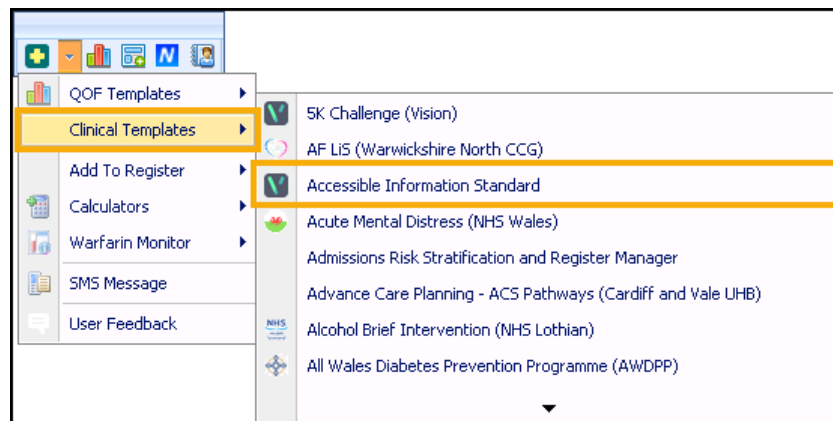 N
QOF Templates
Clinical Templates
Add To Register
Calculators
Warfarin Monitor
SMS Message
User Feedback
5K Challenge (Vision)
AF LiS (Warwickshire North CCG)
Accessible Information Standard
Acute Mental Distress (NHS Wales)
Admissions Risk Stratification and Register Manager
Advance Care Planning - ACS Pathways (Cardiff and Vale UHB)
NHS
Alcohol Brief Intervention (NHS Lothian)
All Wales Diabetes Prevention Programme (AWDPP)